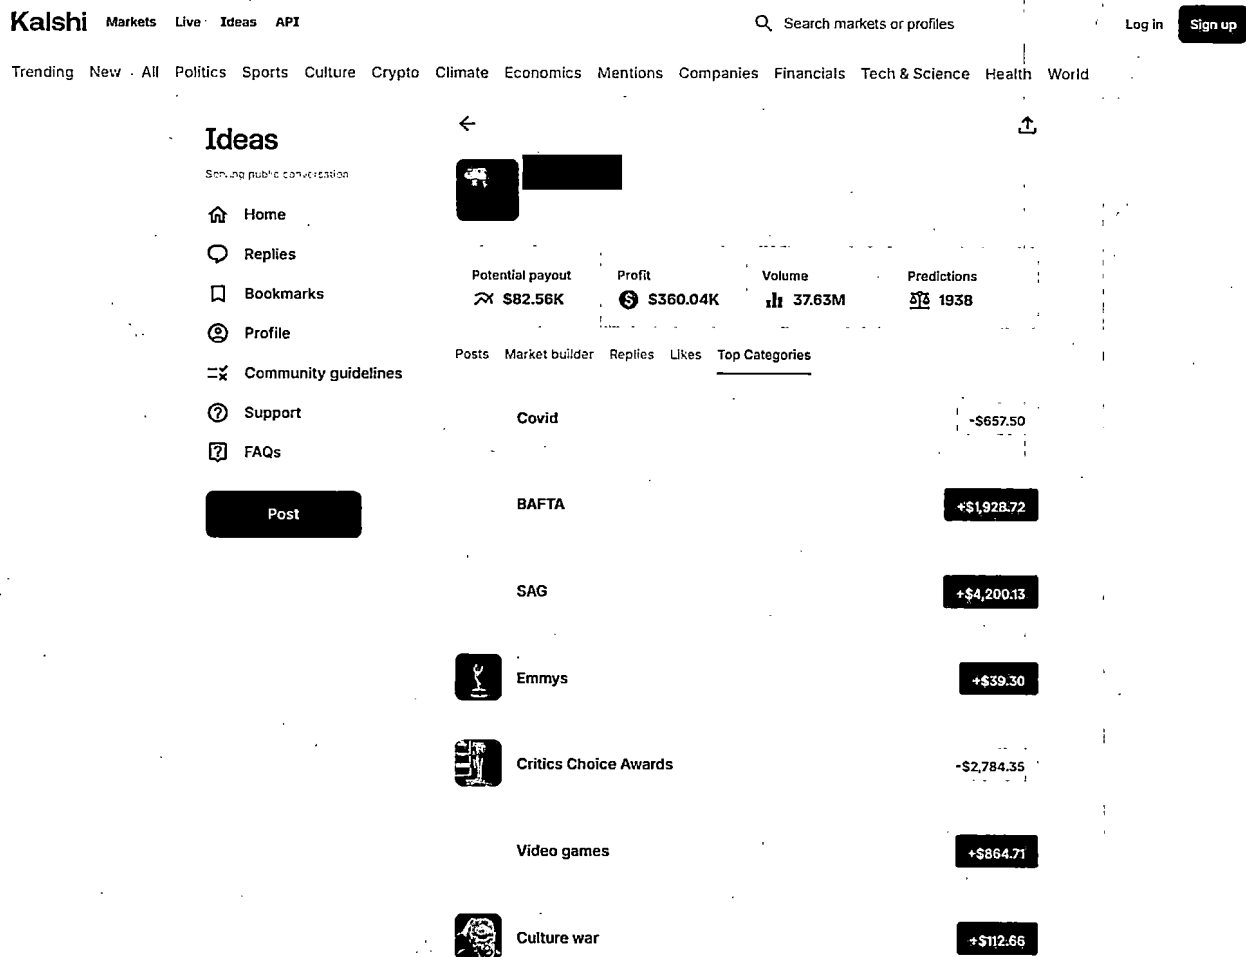 Kalshi Markets Live Ideas API Search markets or profiles Log in Sign up
Trending New All Politics Sports Culture Crypto Climate Economics Mentions Companies Financials Tech & Science Health World
Ideas
Serving public conversation
Home
Replies
Bookmarks
Profile
Community guidelines
Support
FAQs
Post
Potential payout Profit Volume Predictions
$82.56K $360.04K 37.63M 1938
Posts Market builder Replies Likes Top Categories
Covid -$657.50
BAFTA +$1,928.72
SAG +$4,200.13
Emmys +$39.30
Critics Choice Awards -$2,784.35
Video games +$864.71
Culture war +$112.66